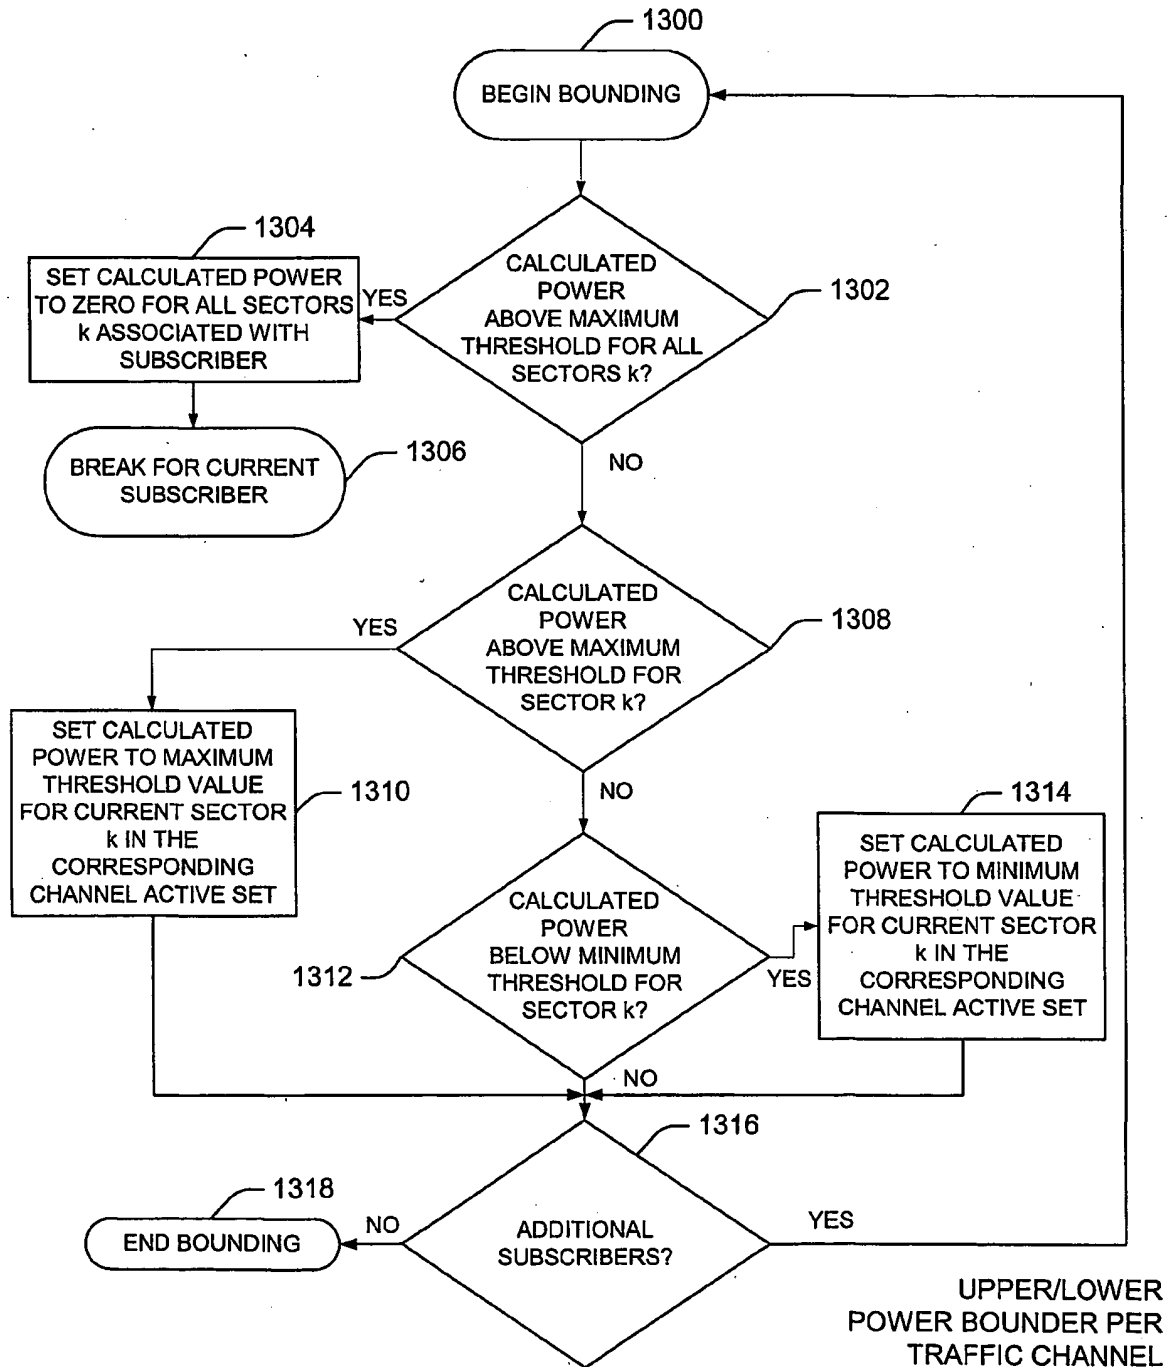 1300
BEGIN BOUNDING
1304
SET CALCULATED POWER
TO ZERO FOR ALL SECTORS
k ASSOCIATED WITH
SUBSCRIBER
YES
CALCULATED
POWER
ABOVE MAXIMUM
THRESHOLD FOR ALL
SECTORS k?
1302
1306
BREAK FOR CURRENT
SUBSCRIBER
NO
CALCULATED
POWER
ABOVE MAXIMUM
THRESHOLD FOR
SECTOR k?
1308
YES
SET CALCULATED
POWER TO MAXIMUM
THRESHOLD VALUE
FOR CURRENT SECTOR
k IN THE
CORRESPONDING
CHANNEL ACTIVE SET
1310
NO
1314
SET CALCULATED
POWER TO MINIMUM
THRESHOLD VALUE
FOR CURRENT SECTOR
k IN THE
CORRESPONDING
CHANNEL ACTIVE SET
CALCULATED
POWER
BELOW MINIMUM
THRESHOLD FOR
SECTOR k?
1312
YES
NO
1316
1318
END BOUNDING
NO
ADDITIONAL
SUBSCRIBERS?
YES
UPPER/LOWER
POWER BOUNDER PER
TRAFFIC CHANNEL